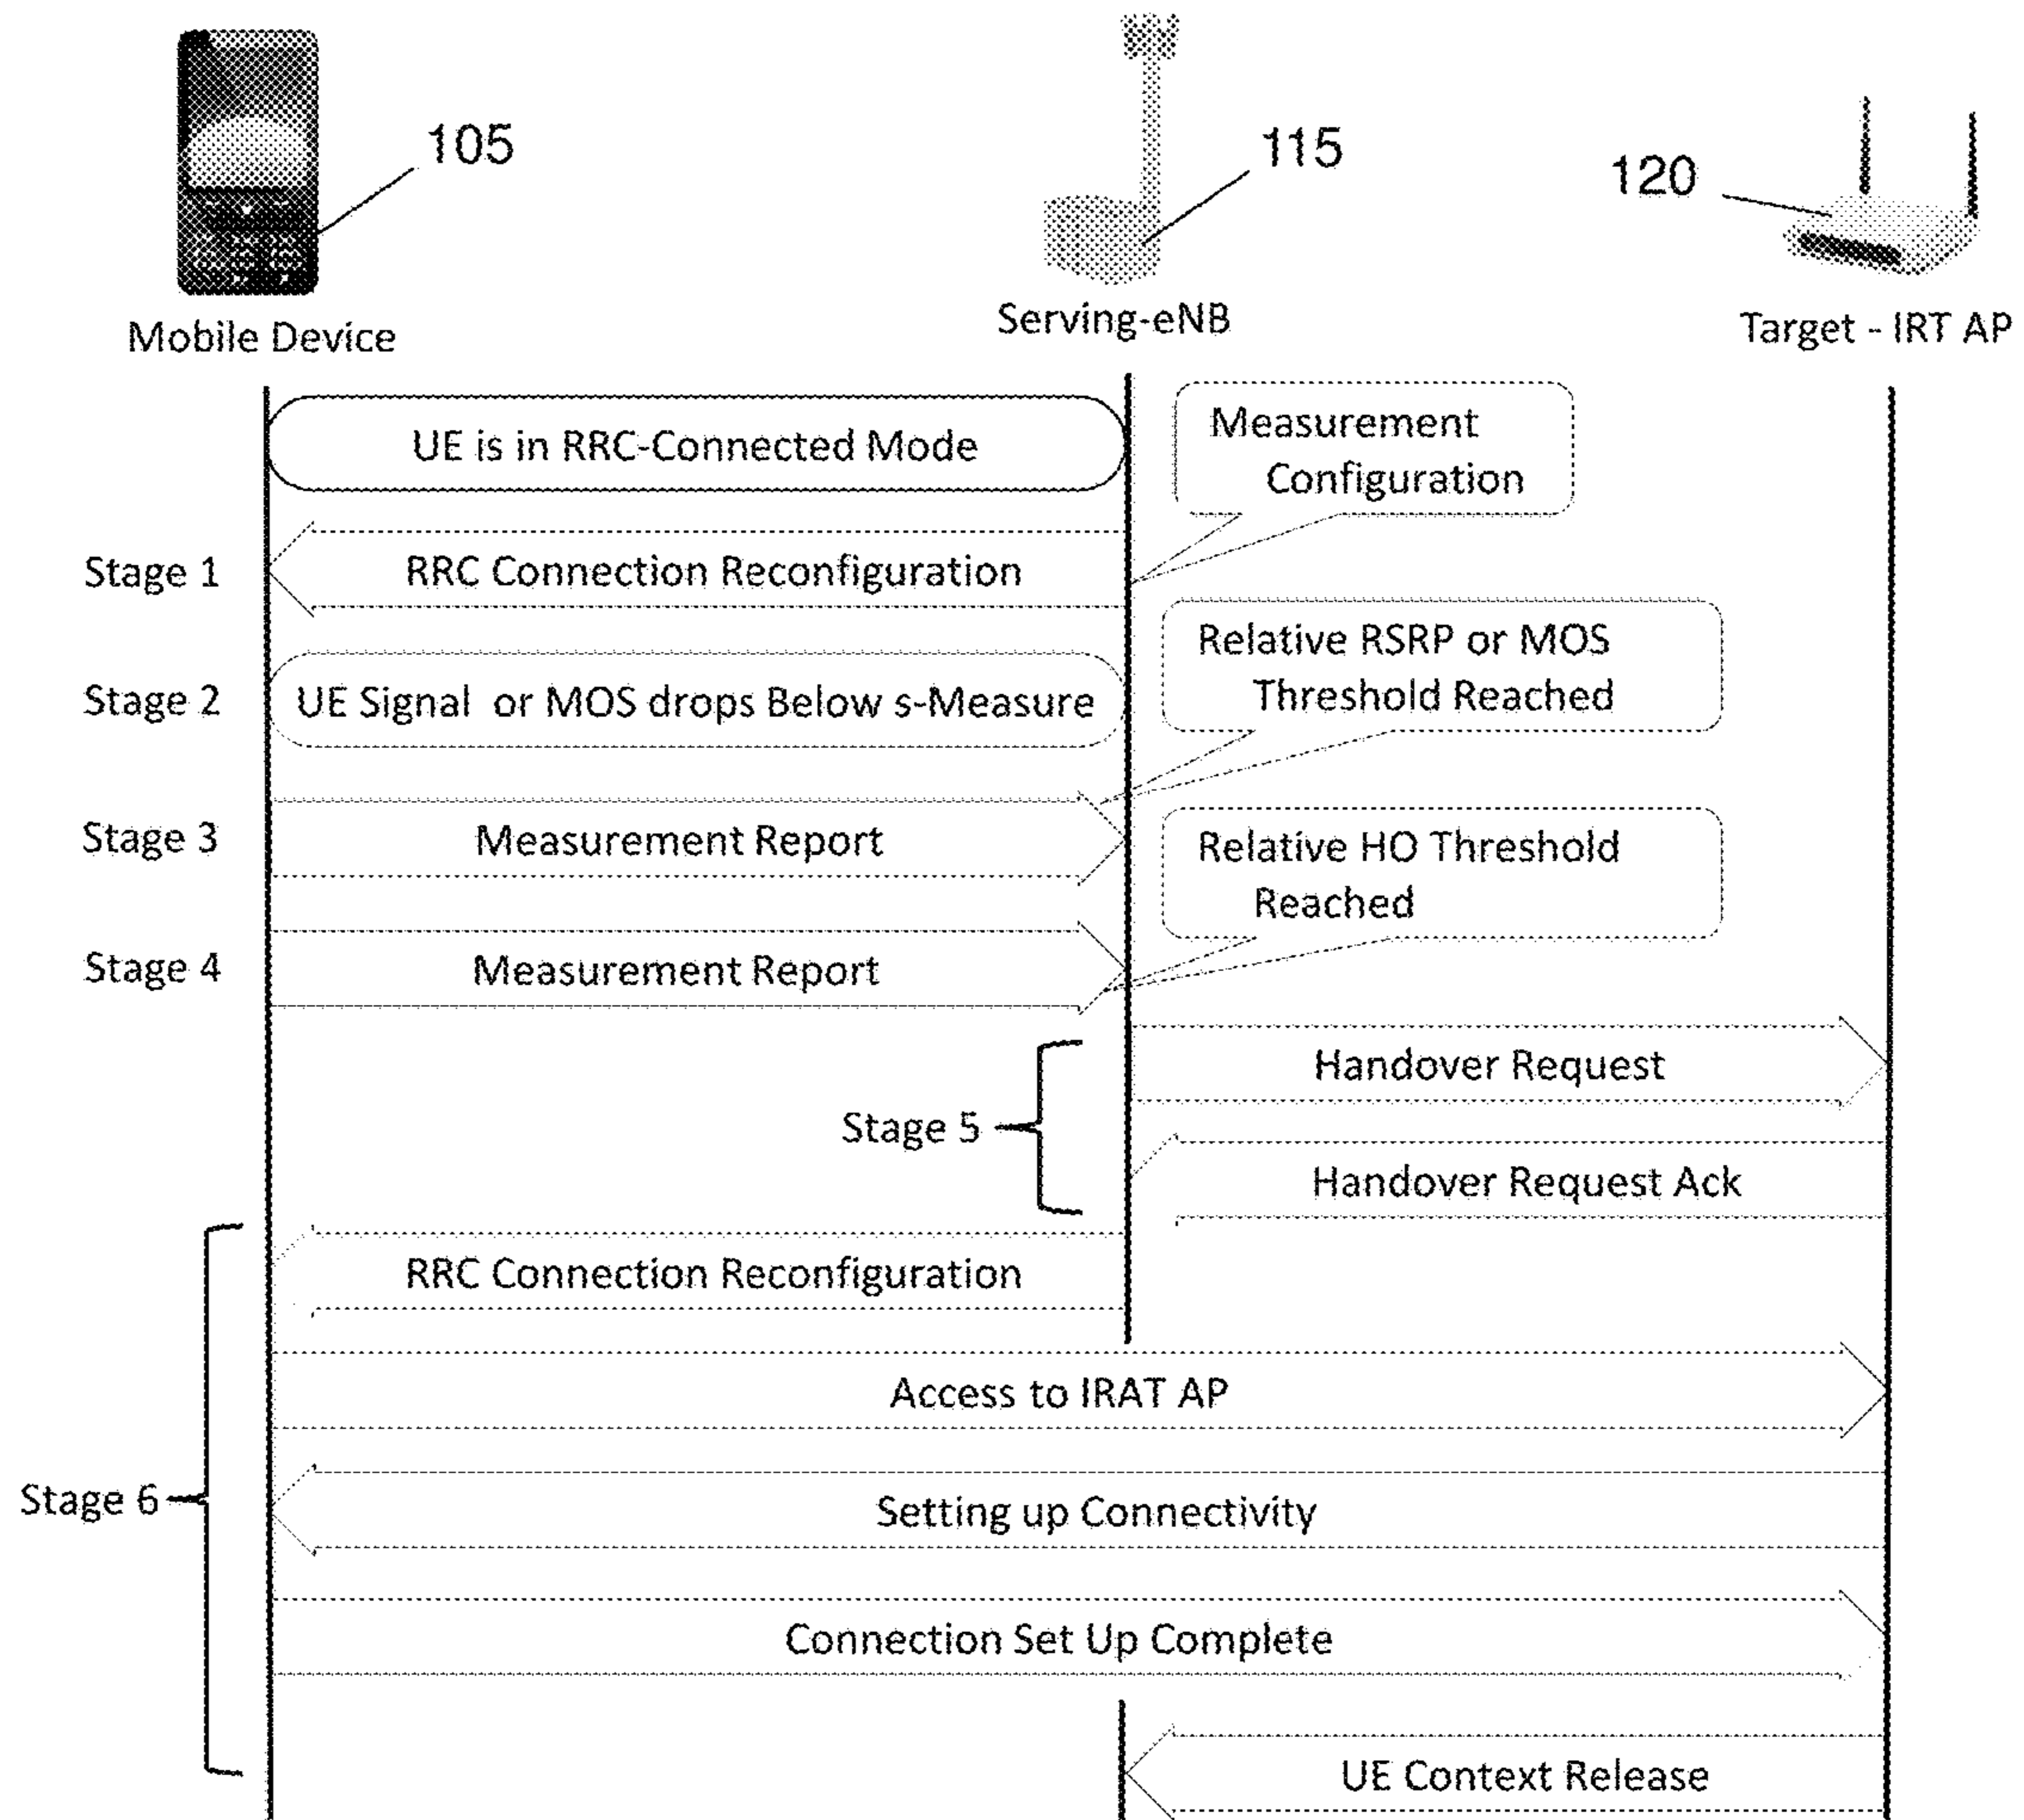 105
115
120
Mobile Device
Serving-eNB
Target - IRT AP
UE is in RRC-Connected Mode
Measurement
Configuration
Stage 1
RRC Connection Reconfiguration
Relative RSRP or MOS
Threshold Reached
Stage 2
UE Signal or MOS drops Below s-Measure
Stage 3
Measurement Report
Relative HO Threshold
Reached
Stage 4
Measurement Report
Handover Request
Stage 5
Handover Request Ack
RRC Connection Reconfiguration
Access to IRAT AP
Stage 6
Setting up Connectivity
Connection Set Up Complete
UE Context Release